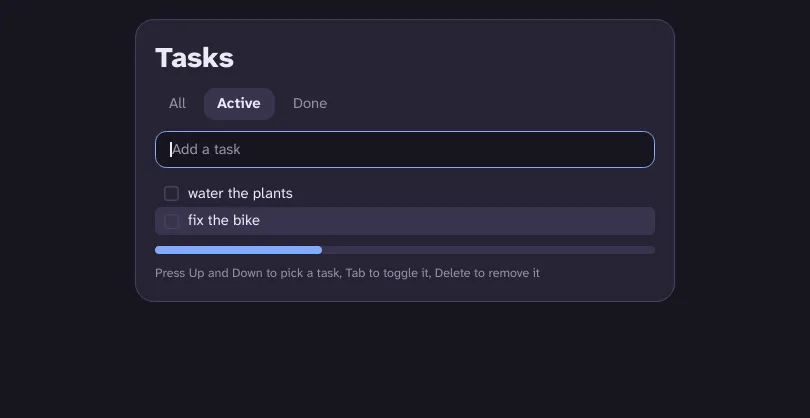 Tasks
All Active Done
Add a task
water the plants
fix the bike
Press Up and Down to pick a task, Tab to toggle it, Delete to remove it